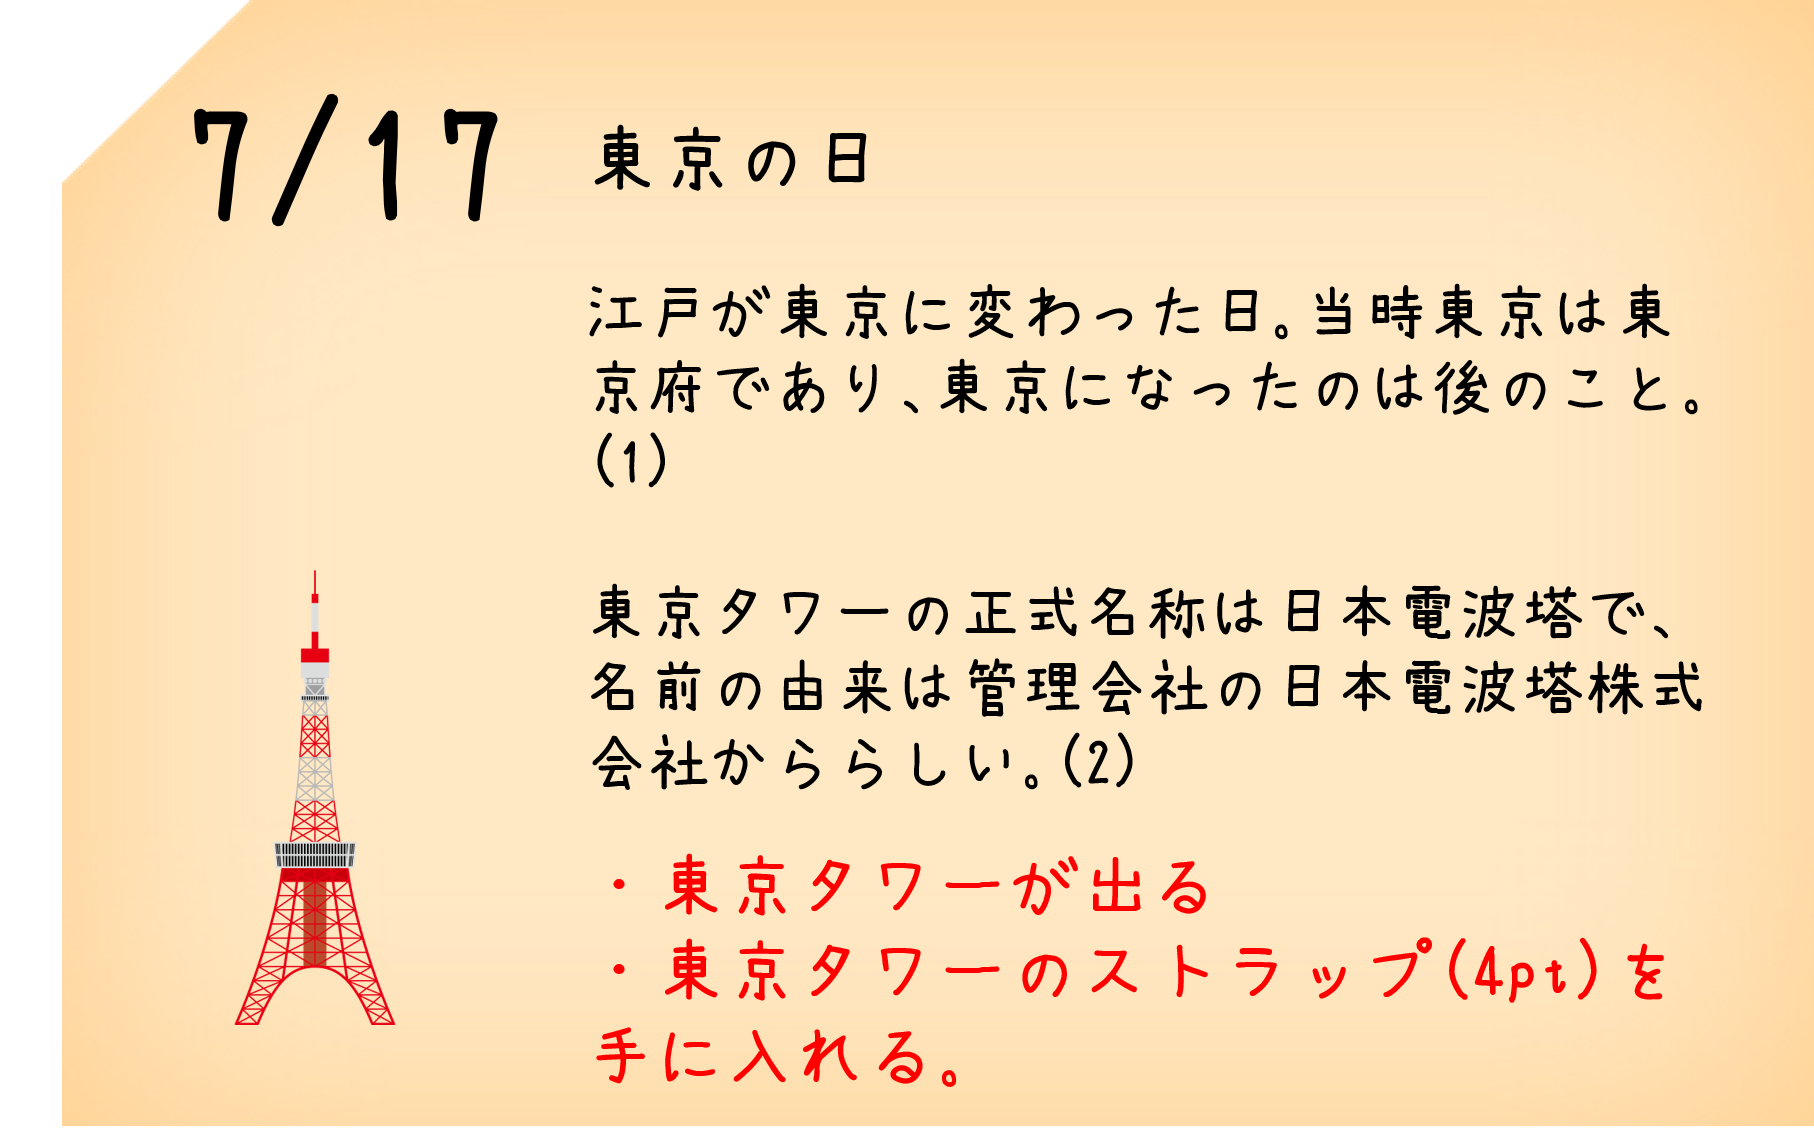 7/17 東京の日
江戸が東京に変わった日。当時東京は東
京府であり、東京になったのは後のこと。
(1)
東京タワーの正式名称は日本電波塔で、
名前の由来は管理会社の日本電波塔株式
会社かららしい。(2)
・東京タワーが出る
・東京タワーのストラップ(4pt)を
手に入れる。